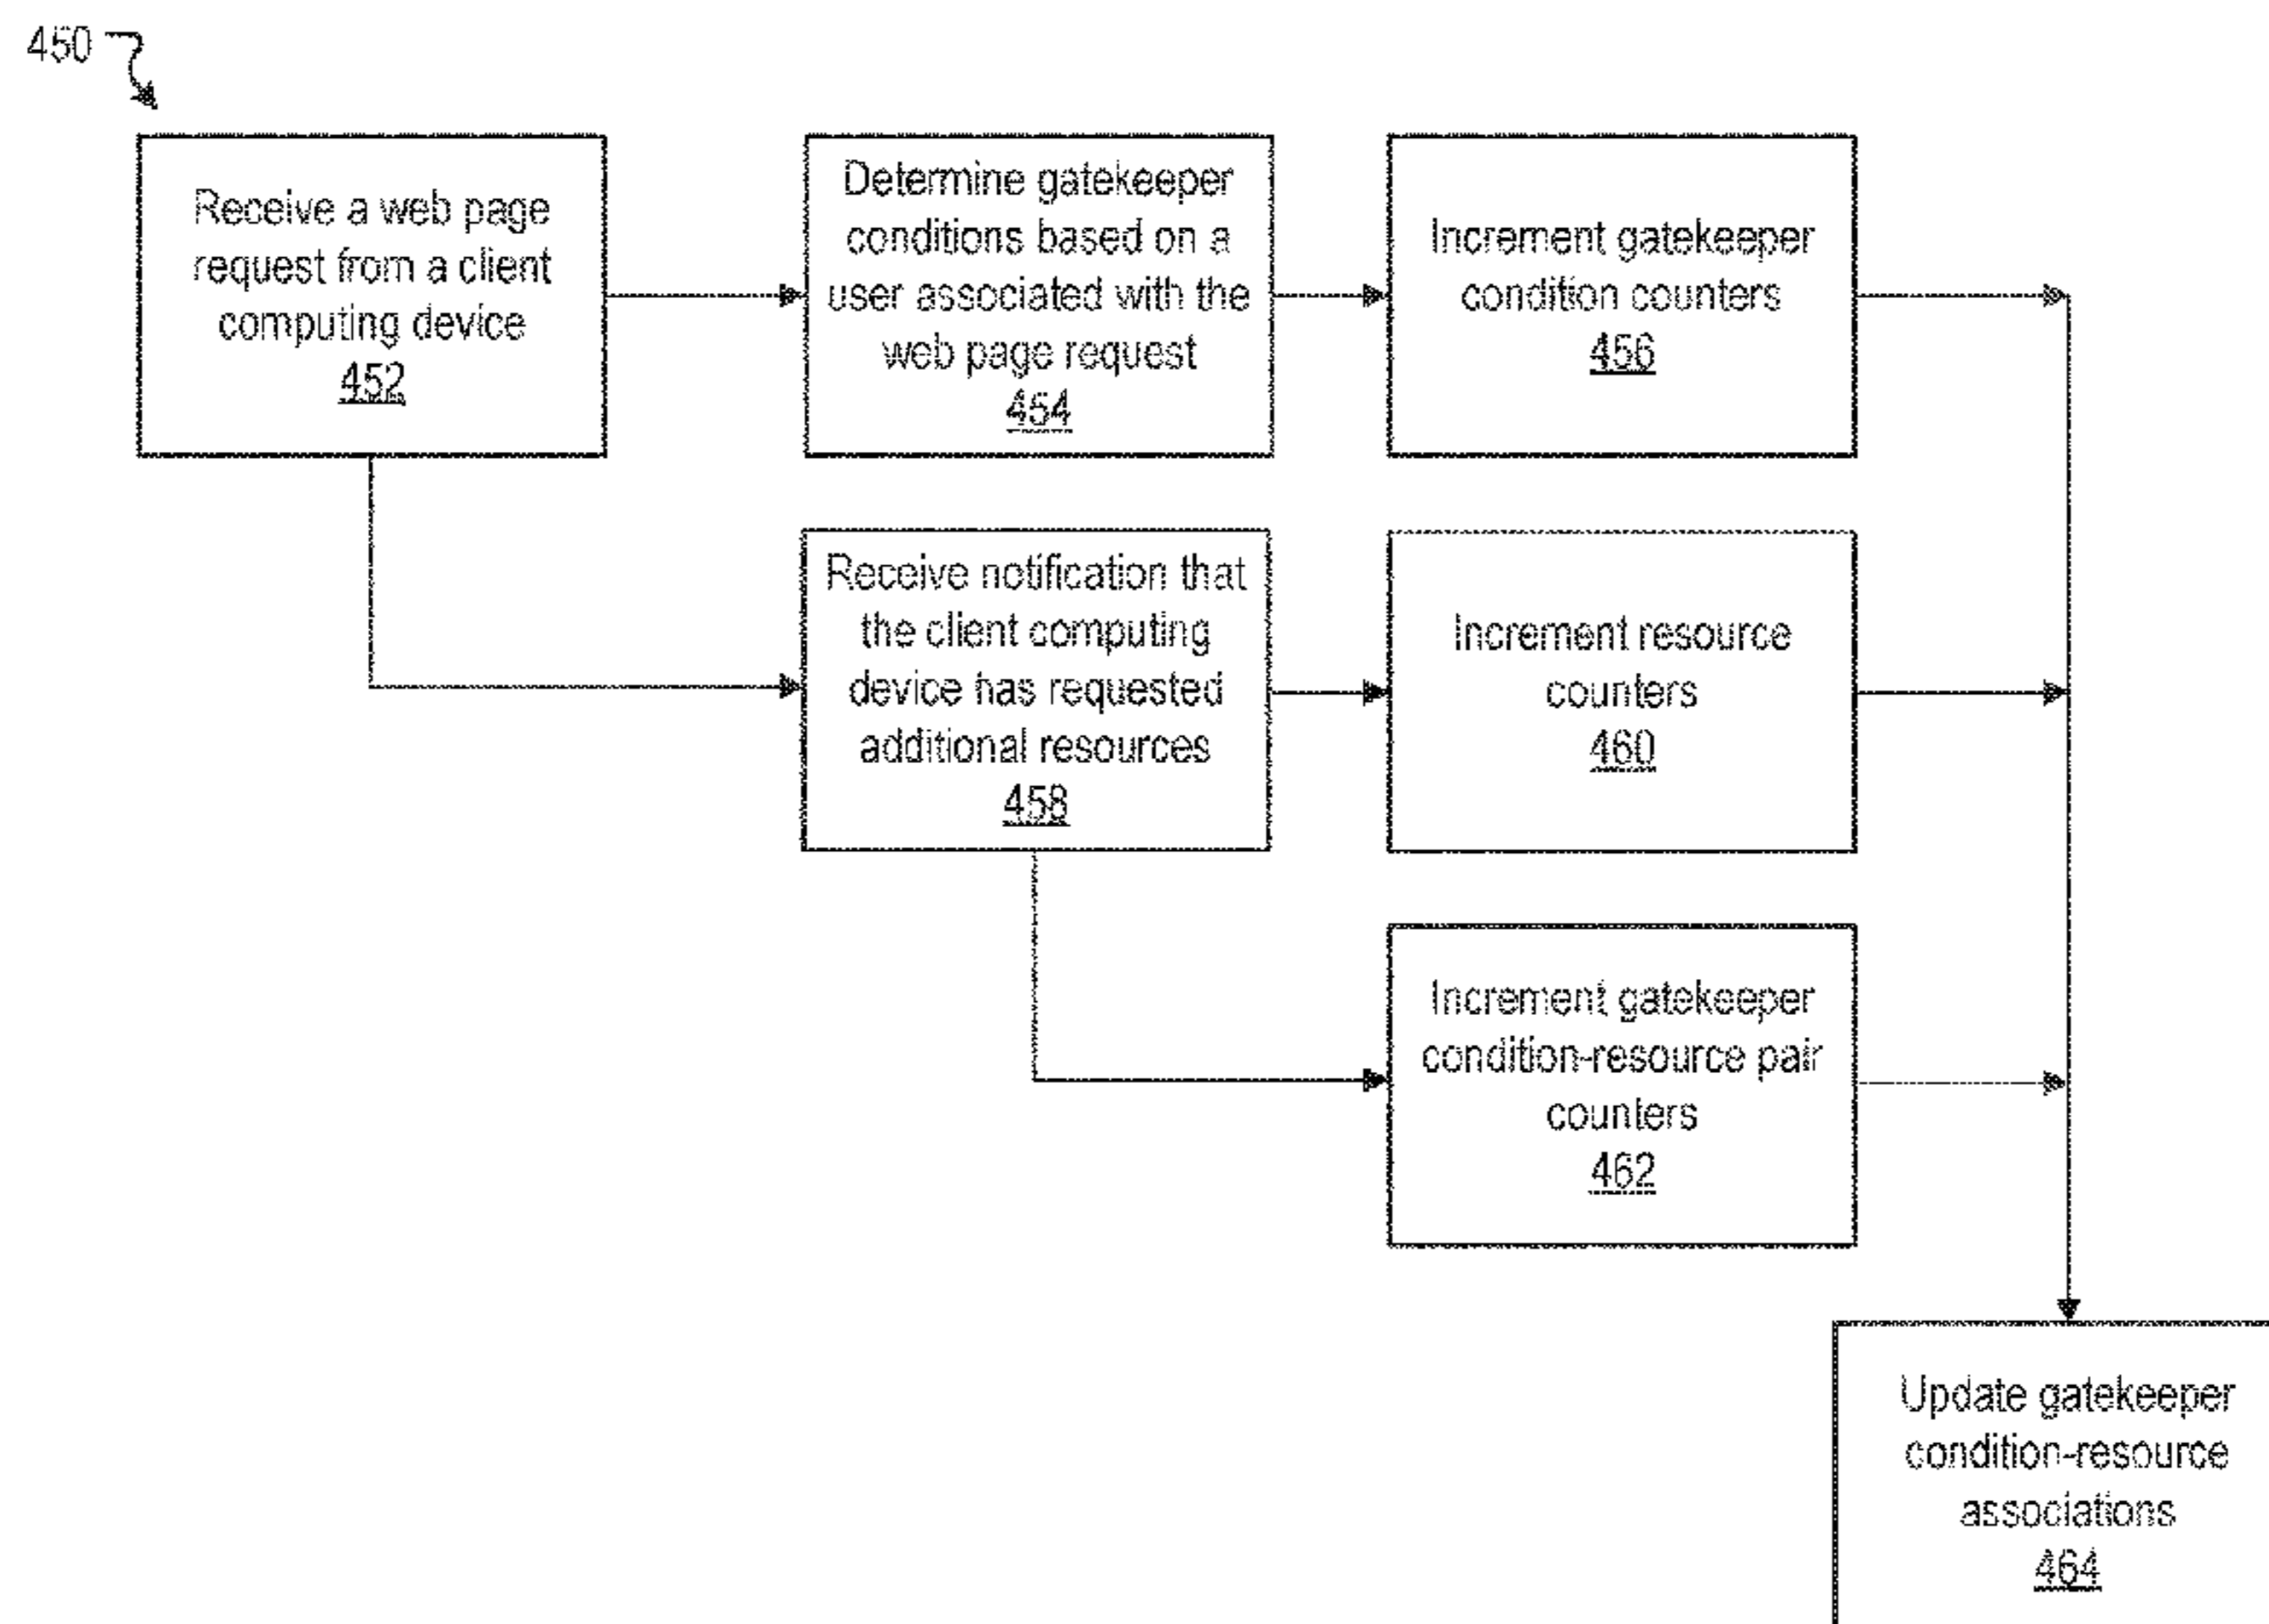 450
Receive a web page
request from a client
computing device
452
Determine gatekeeper
conditions based on a
user associated with the
web page request
454
Increment gatekeeper
condition counters
456
Receive notification that
the client computing
device has requested
additional resources
458
Increment resource
counters
460
Increment gatekeeper
condition-resource pair
counters
462
Update gatekeeper
condition-resource
associations
464